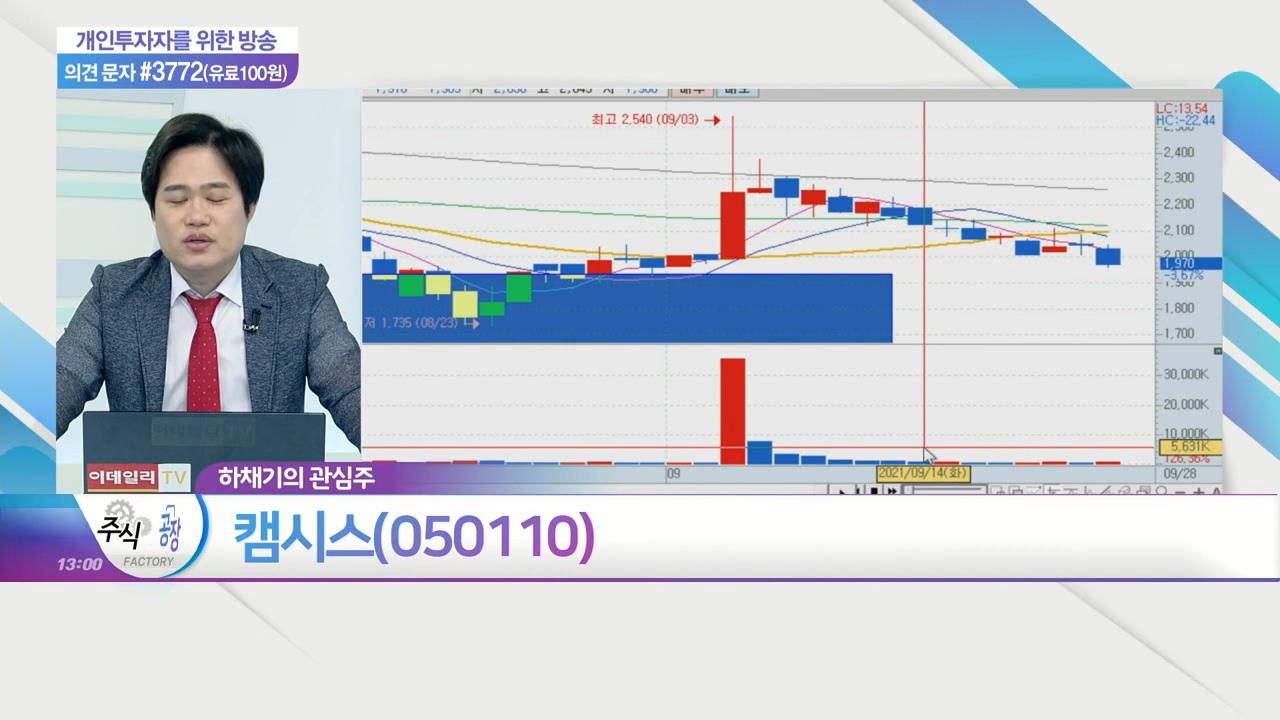 개인투자자를 위한 방송
의견 문자 #3772(유료100원)
최고 2,540 (09/03) →
LC:13.54
HC:-22.44
2,400
2,300
2,200
2,100
2,000
1,970
-3.67%
1,900
1,800
1,700
저 1,735 (08/23)
30,000K
20,000K
10,000K
5,631K
126.36%
09
2021/09/14(화)
09/28
이데일리 TV
하채기의 관심주
주식공장
FACTORY
13:00
캠시스(050110)